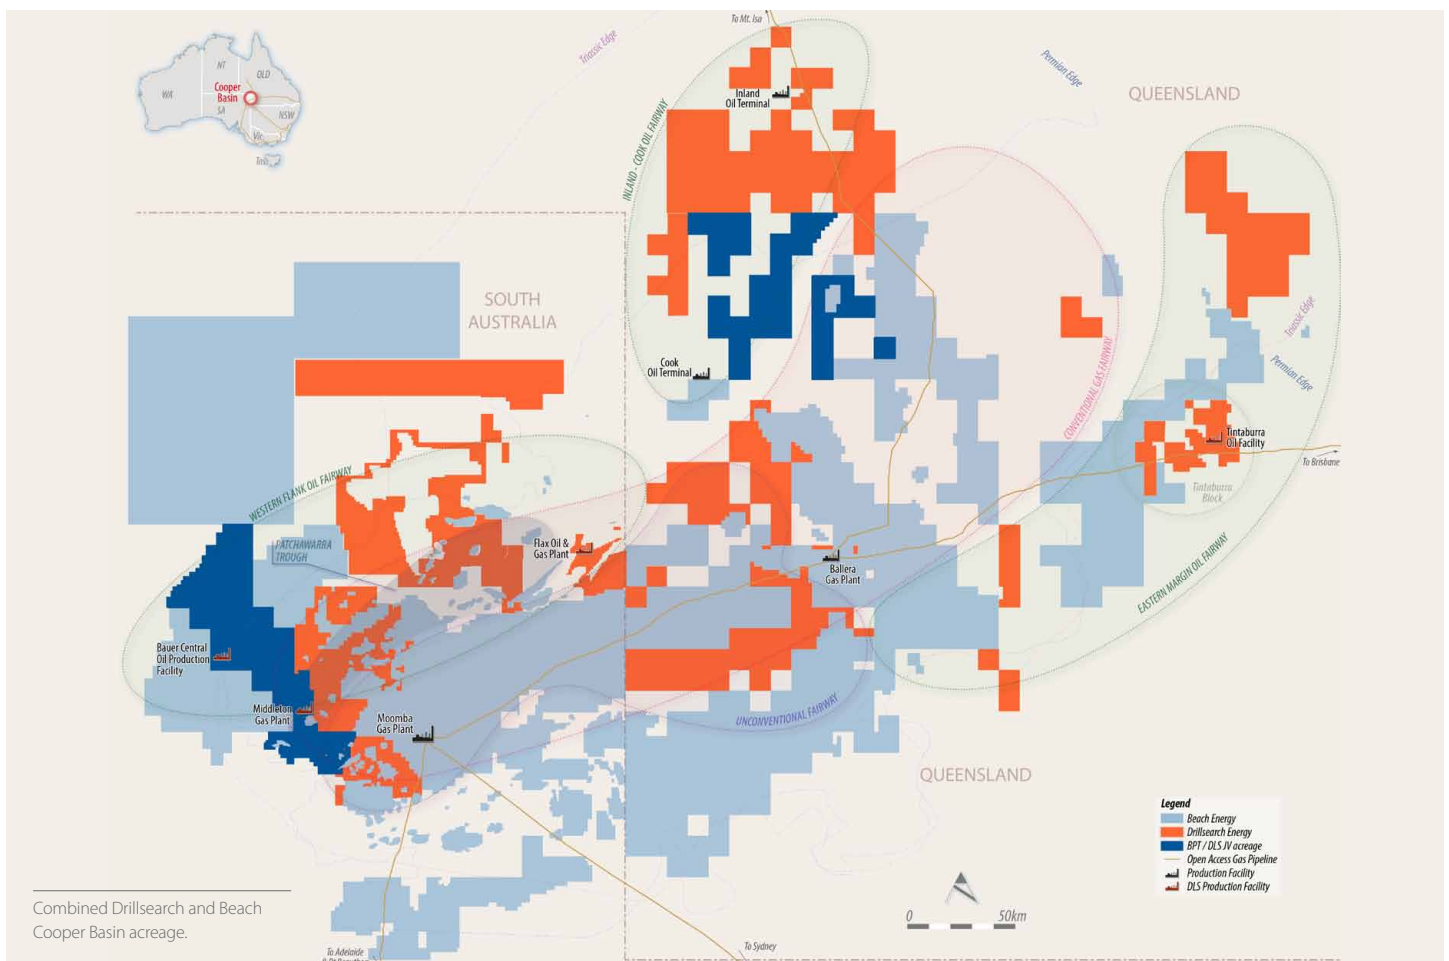 To Mt. Isa
Triassic Edge
Permian Edge
NT
QLD
WA
Cooper
Basin
SA
NSW
Vic
Tas
QUEENSLAND
Inland
Oil Terminal
INLAND - COOK OIL FAIRWAY
SOUTH
AUSTRALIA
Triassic Edge
Permian Edge
Cook
Oil Terminal
CONVENTIONAL GAS FAIRWAY
Tintaburra
Oil Facility
To Brisbane
Tintaburra
Block
WESTERN FLANK OIL FAIRWAY
PATCHAWARRA
TROUGH
Flax Oil &
Gas Plant
Ballera
Gas Plant
EASTERN MARGIN OIL FAIRWAY
Bauer Central
Oil Production
Facility
Middleton
Gas Plant
Moomba
Gas Plant
UNCONVENTIONAL FAIRWAY
QUEENSLAND
Legend
Beach Energy
Drillsearch Energy
BPT / DLS JV acreage
Open Access Gas Pipeline
Production Facility
DLS Production Facility
0 50km
Combined Drillsearch and Beach
Cooper Basin acreage.
To Adelaide
To Sydney